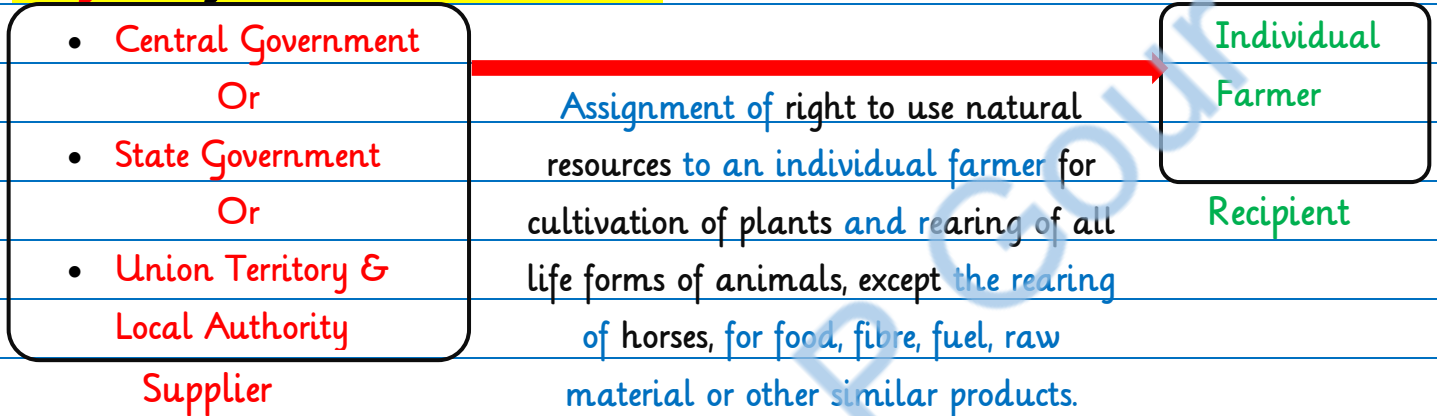 • Central Government
Or
• State Government
Or
• Union Territory &
Local Authority
Supplier
Assignment of right to use natural
resources to an individual farmer for
cultivation of plants and rearing of all
life forms of animals, except the rearing
of horses, for food, fibre, fuel, raw
material or other similar products.
Individual
Farmer
Recipient
P Gour